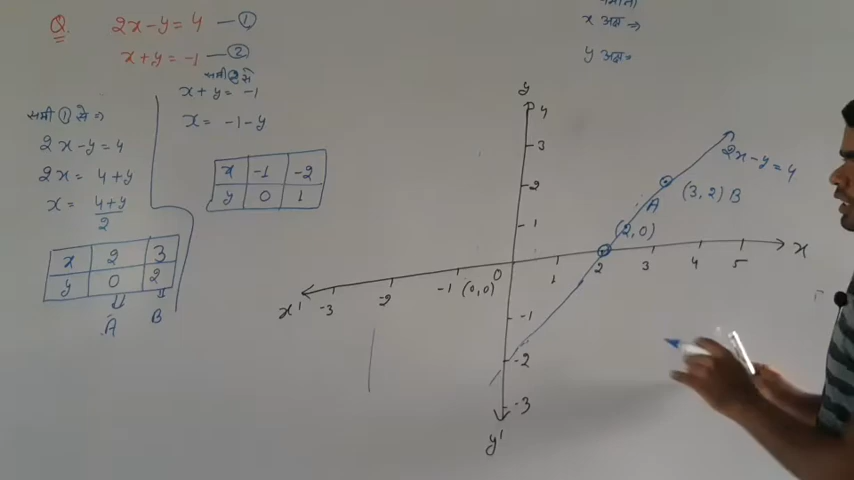 Q. 2x-y=4 —①
x+y=-1 —②
समी ① से ⇒
2x-y=4
2x= 4+y
x= 4+y
2
x 2 3
y 0 2
A B
समी ② से
x+y= -1
x= -1-y
x -1 -2
y 0 1
x अक्ष ⇒
y अक्ष=
y
4
3
2
1
x' -3 -2 -1 (0,0) 0 1 2 3 4 5 x
-1
-2
-3
y'
2x-y=4
(3,2) B
A
(2,0)